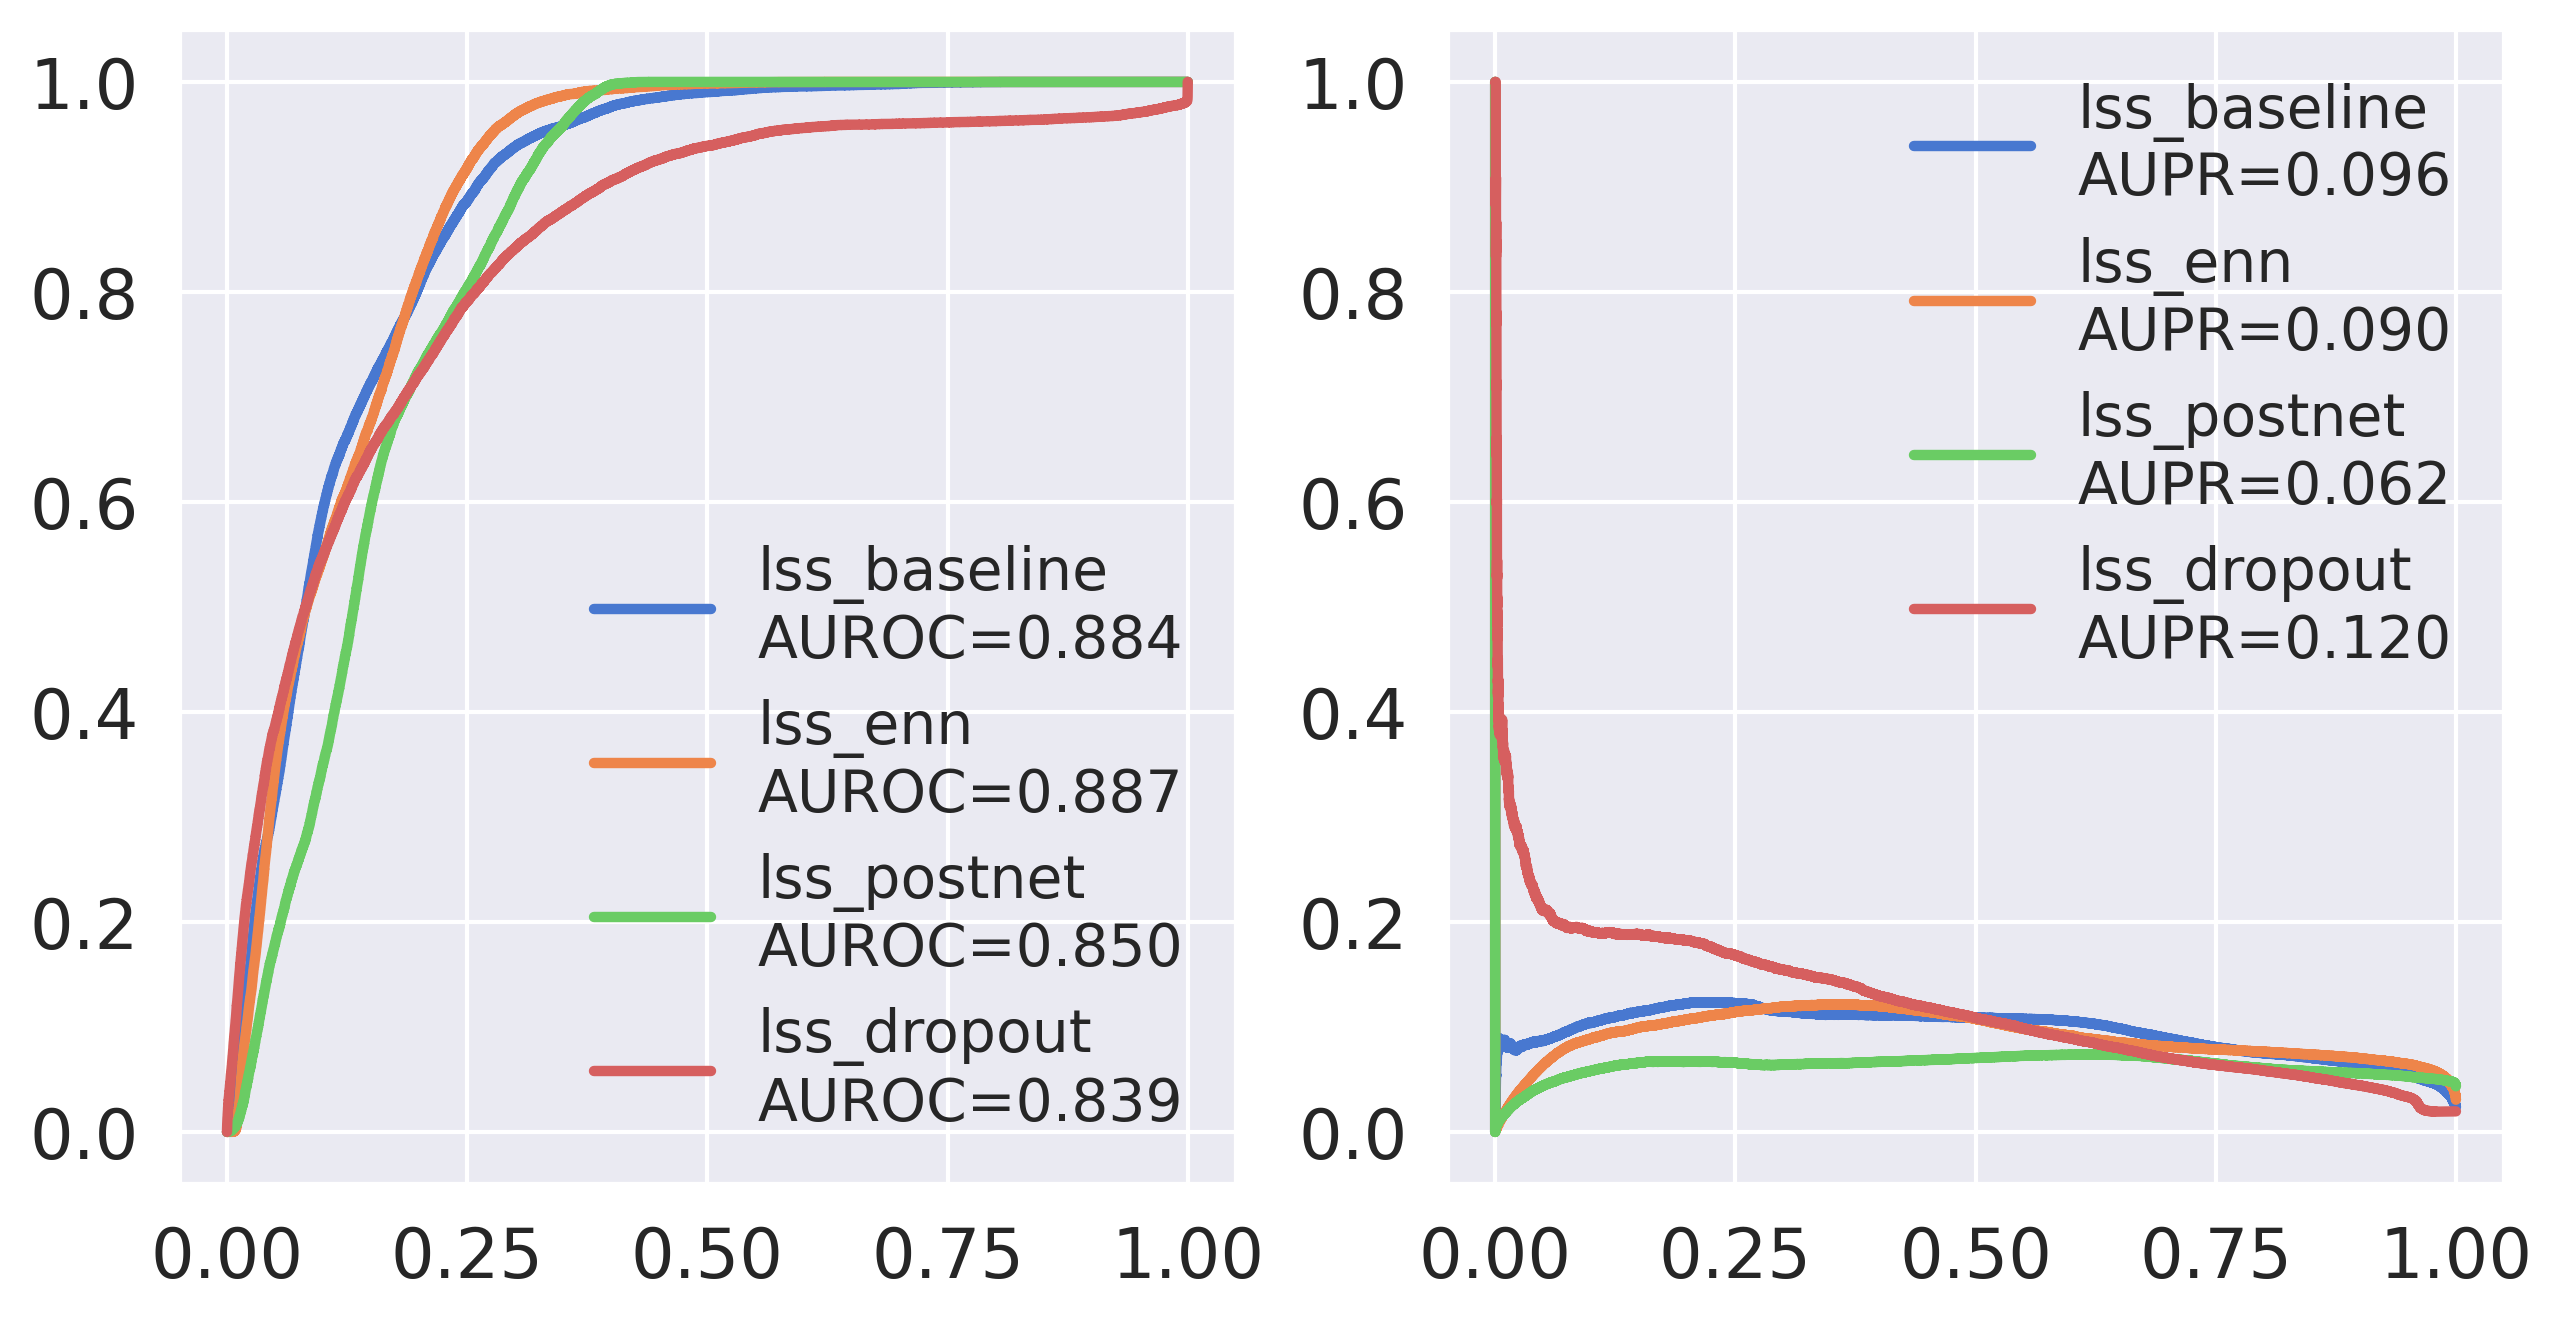 1.0
0.8
0.6
0.4
0.2
0.0
0.00 0.25 0.50 0.75 1.00
lss_baseline
AUROC=0.884
lss_enn
AUROC=0.887
lss_postnet
AUROC=0.850
lss_dropout
AUROC=0.839
1.0
0.8
0.6
0.4
0.2
0.0
0.00 0.25 0.50 0.75 1.00
lss_baseline
AUPR=0.096
lss_enn
AUPR=0.090
lss_postnet
AUPR=0.062
lss_dropout
AUPR=0.120